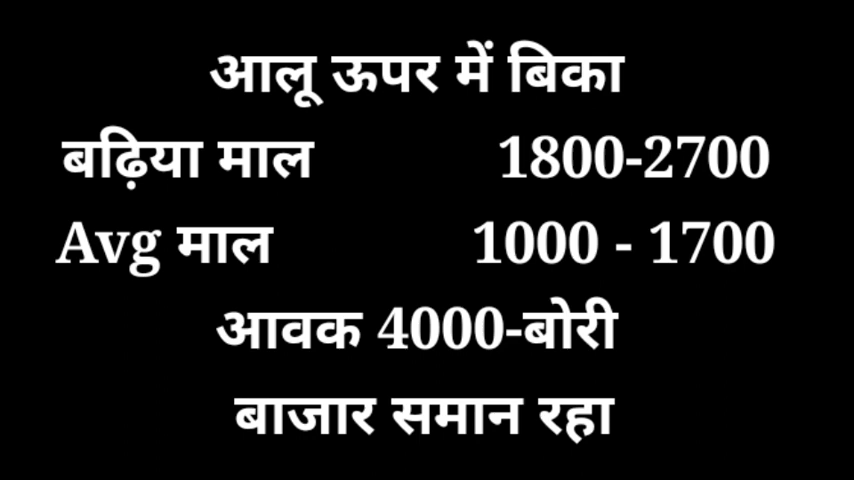 आलू ऊपर में बिका
बढ़िया माल 1800-2700
Avg माल 1000 - 1700
आवक 4000-बोरी
बाजार समान रहा